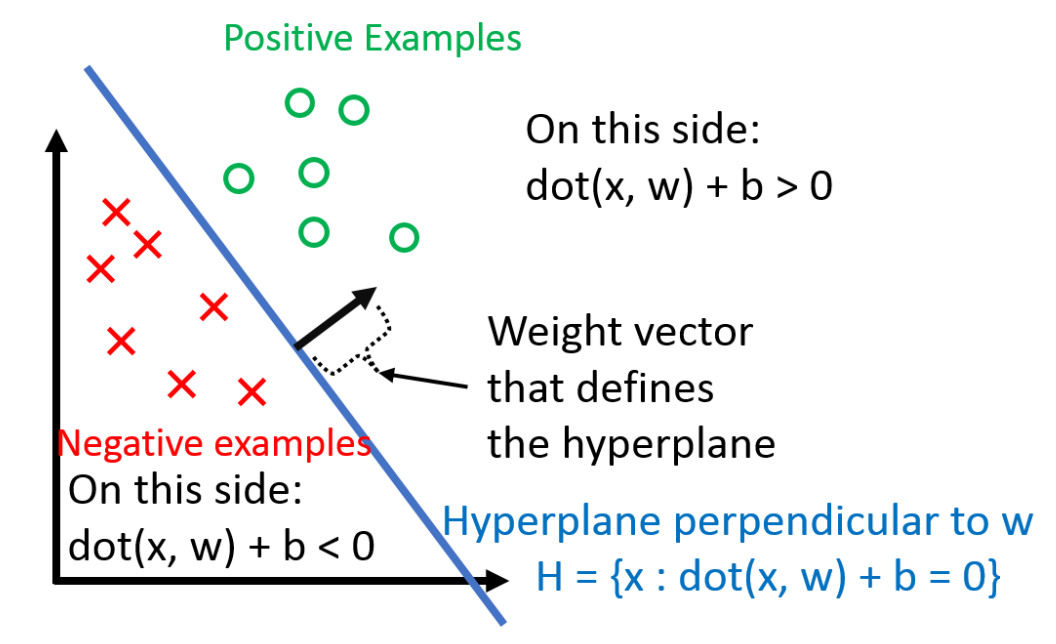 Positive Examples
On this side:
dot(x, w) + b > 0
Weight vector
that defines
the hyperplane
Negative examples
On this side:
dot(x, w) + b < 0
Hyperplane perpendicular to w
H = {x : dot(x, w) + b = 0}